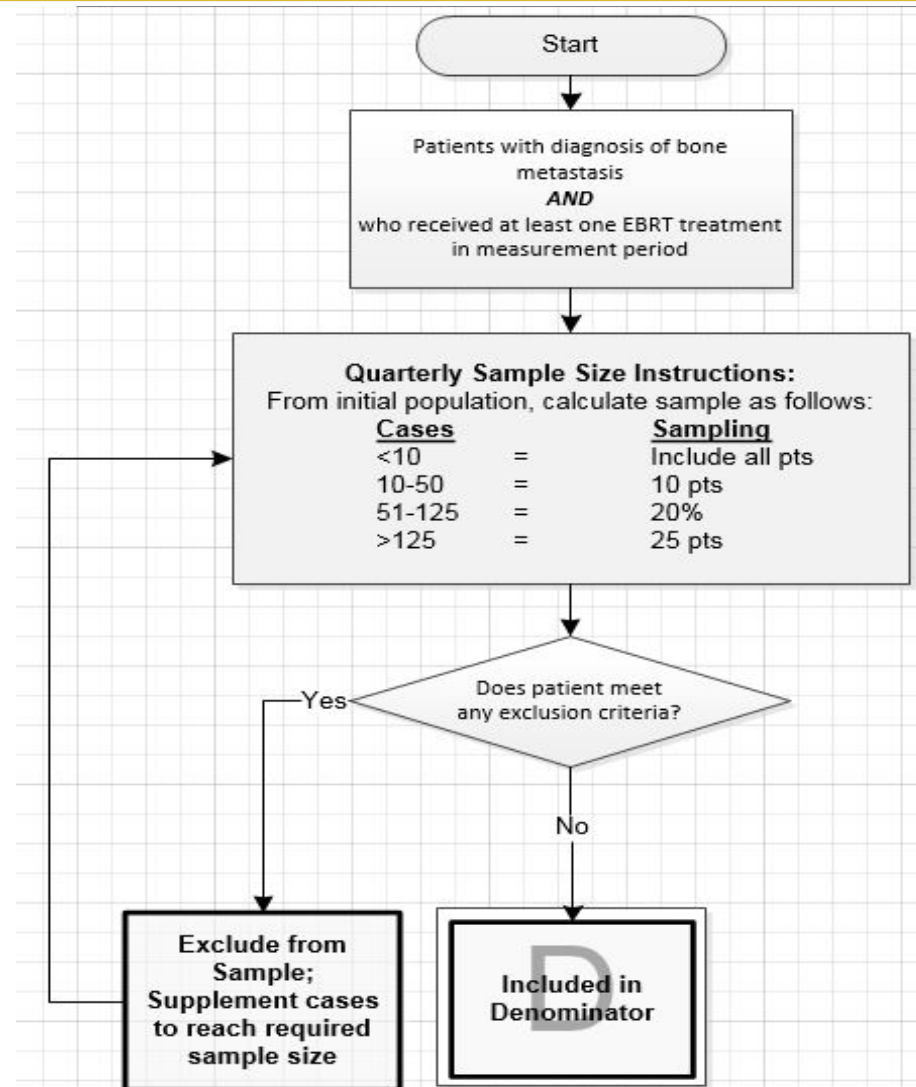 Start
Patients with diagnosis of bone
metastasis
AND
who received at least one EBRT treatment
in measurement period
Quarterly Sample Size Instructions:
From initial population, calculate sample as follows:
Cases Sampling
<10 = Include all pts
10-50 = 10 pts
51-125 = 20%
>125 = 25 pts
Does patient meet
any exclusion criteria?
Yes
No
Exclude from
Sample;
Supplement cases
to reach required
sample size
D
Included in
Denominator